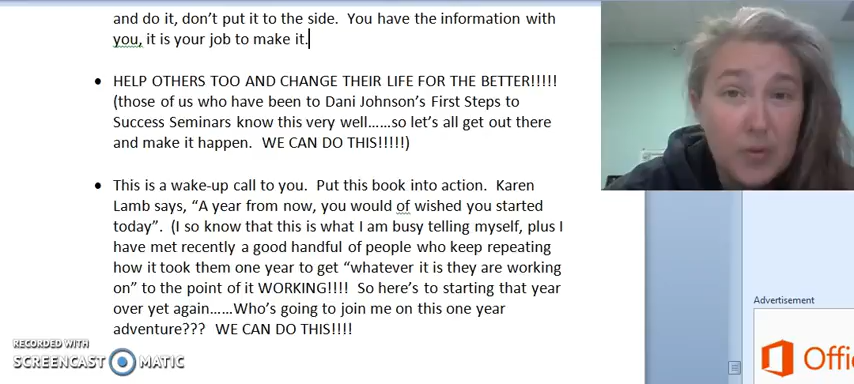 and do it, don't put it to the side.  You have the information with
you, it is your job to make it.
• HELP OTHERS TOO AND CHANGE THEIR LIFE FOR THE BETTER!!!!!
(those of us who have been to Dani Johnson's First Steps to
Success Seminars know this very well......so let's all get out there
and make it happen.  WE CAN DO THIS!!!!!)
• This is a wake-up call to you.  Put this book into action.  Karen
Lamb says, “A year from now, you would of wished you started
today”.  (I so know that this is what I am busy telling myself, plus I
have met recently a good handful of people who keep repeating
how it took them one year to get “whatever it is they are working
on” to the point of it WORKING!!!!  So here's to starting that year
over yet again......Who's going to join me on this one year
adventure???  WE CAN DO THIS!!!!
Advertisement
Offi
RECORDED WITH
SCREENCAST MATIC